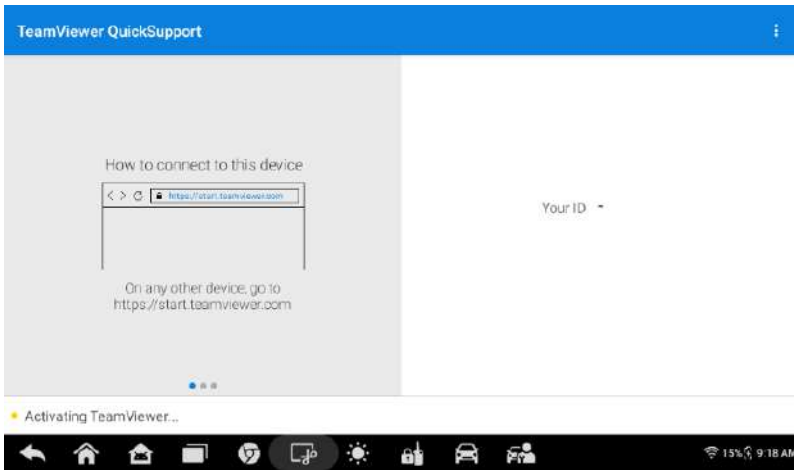 TeamViewer QuickSupport
How to connect to this device
https://start.teamviewer.com
Your ID -
On any other device, go to
https://start.teamviewer.com
Activating TeamViewer...
15% 9:18 AM